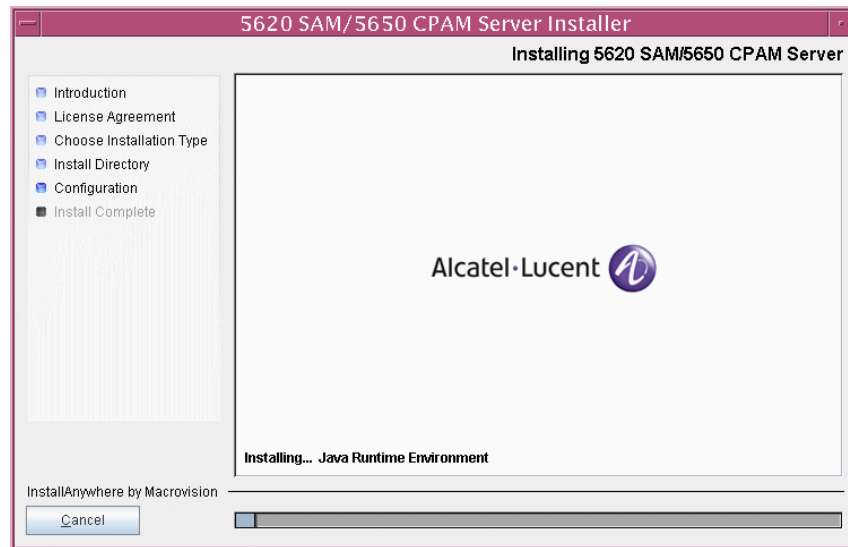 5620 SAM/5650 CPAM Server Installer
Installing 5620 SAM/5650 CPAM Server
Introduction
License Agreement
Choose Installation Type
Install Directory
Configuration
Install Complete
Alcatel·Lucent
Installing... Java Runtime Environment
InstallAnywhere by Macrovision
Cancel